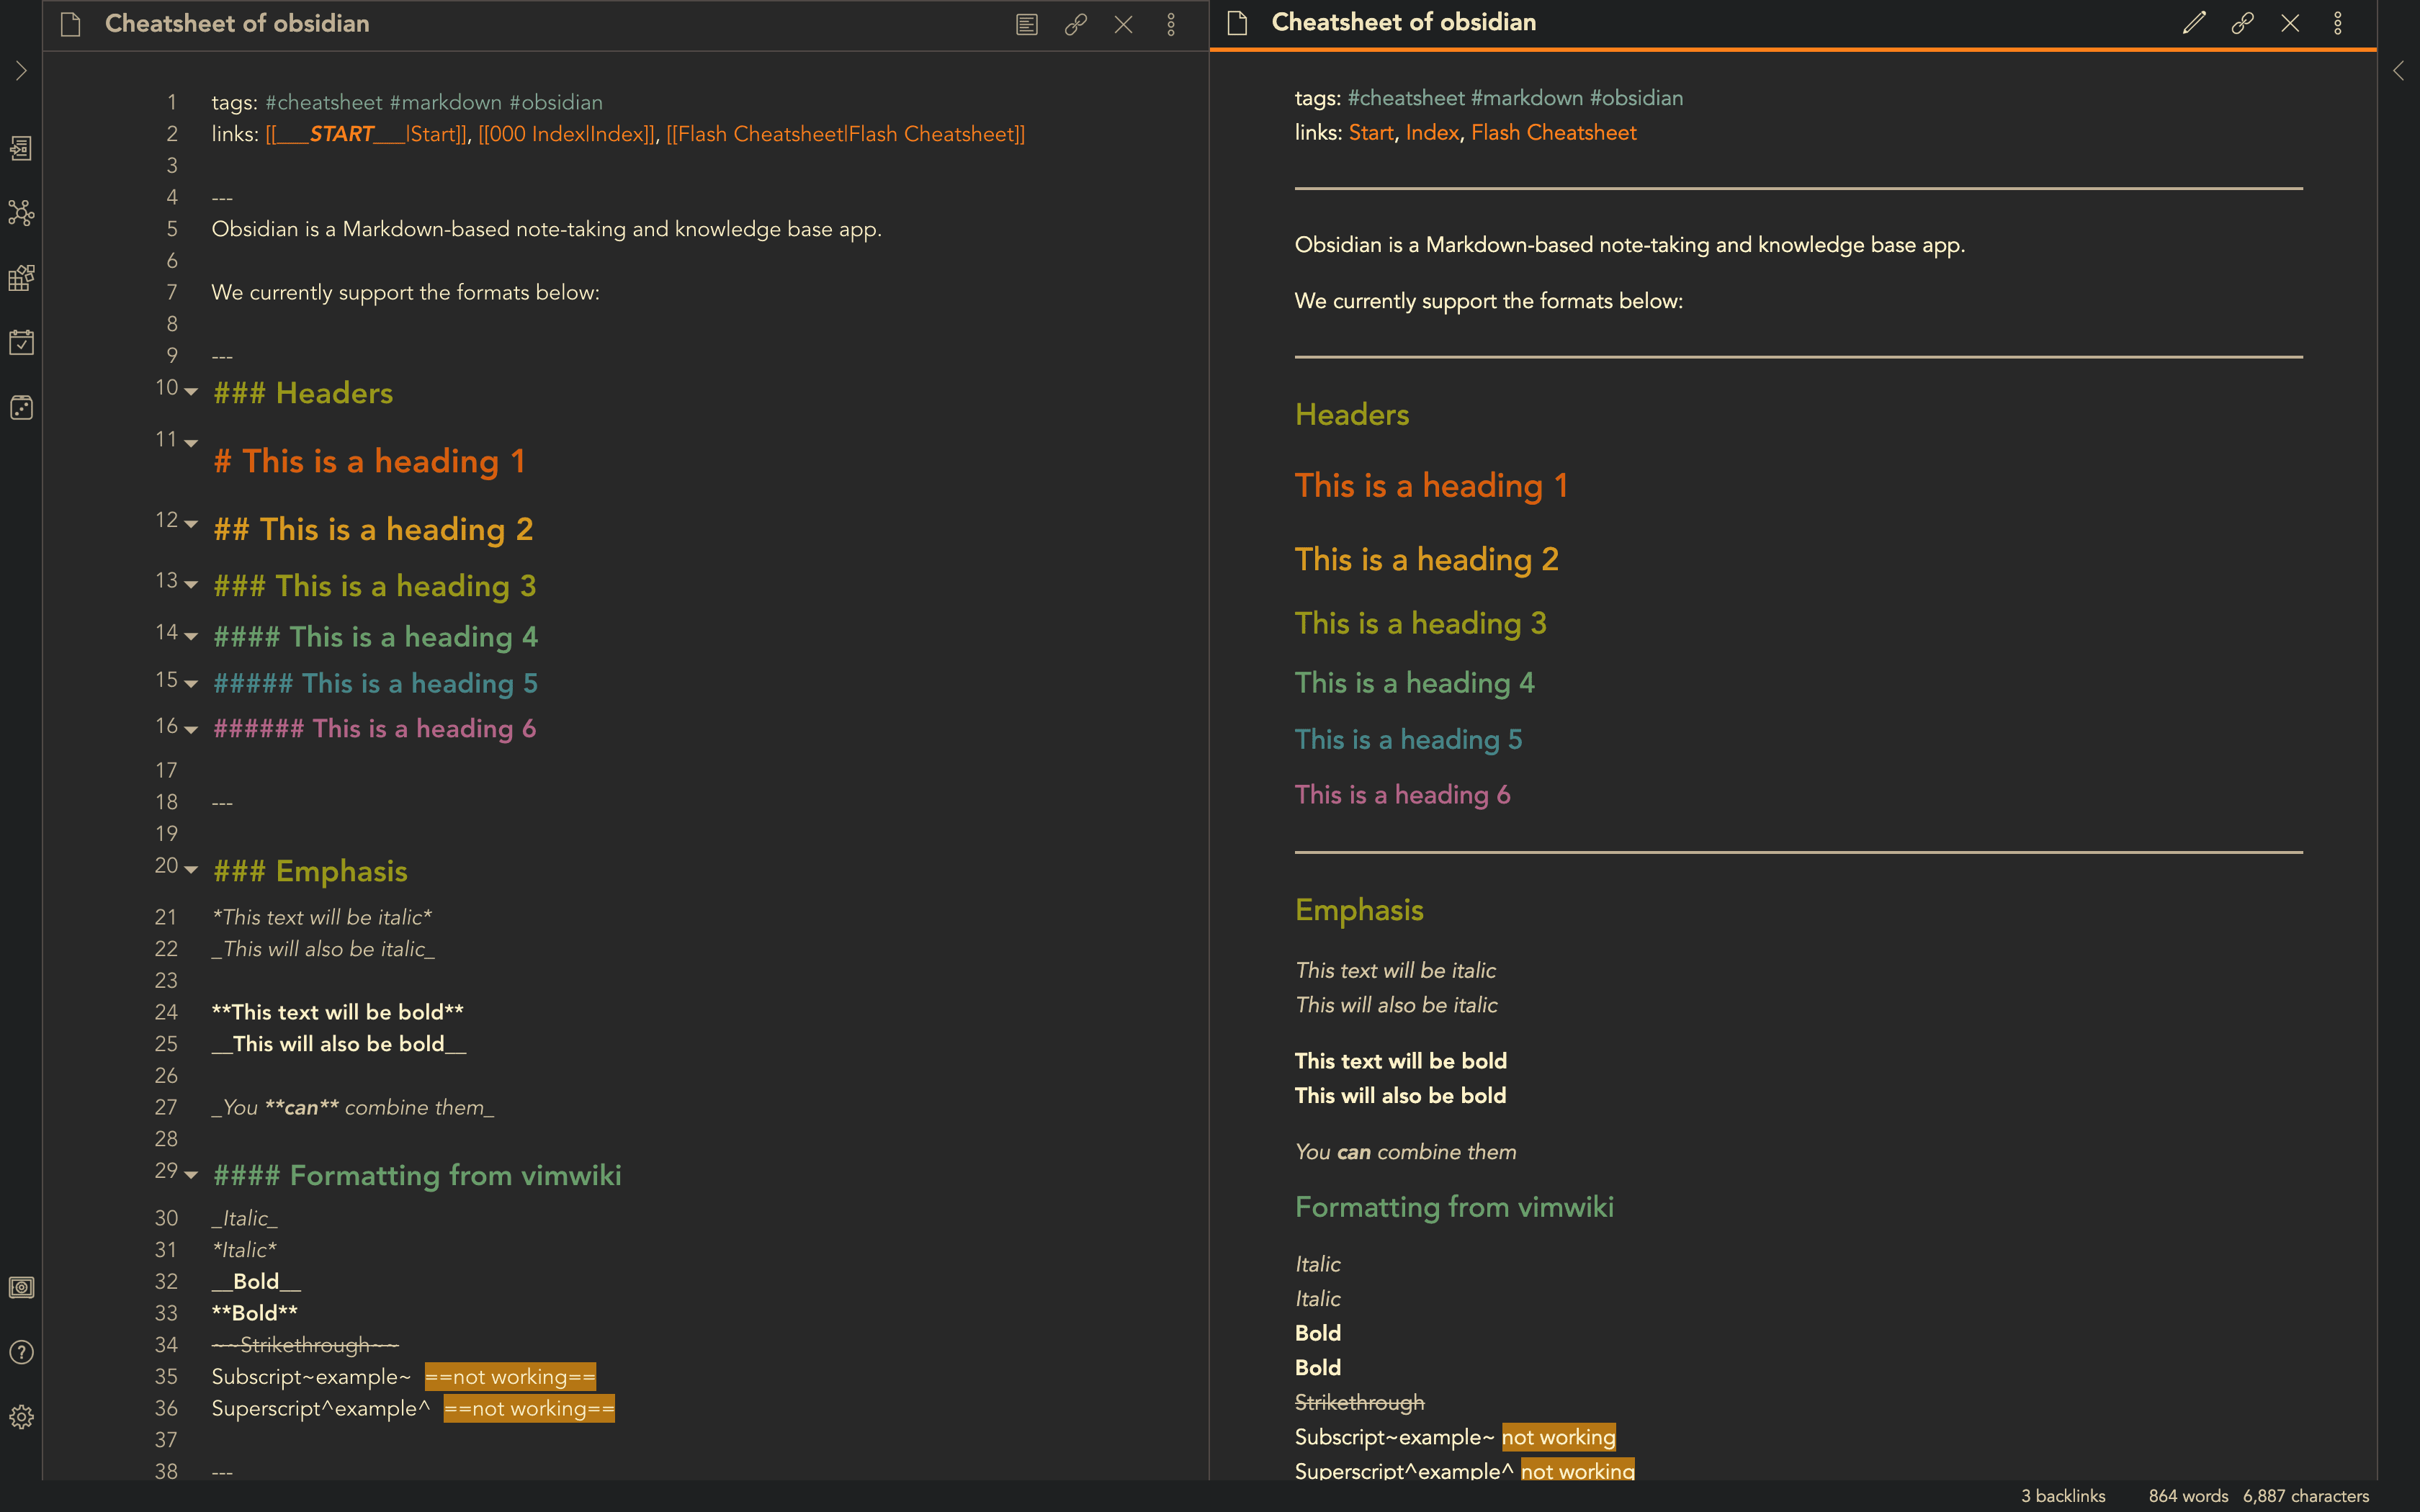 Cheatsheet of obsidian
1 tags: #cheatsheet #markdown #obsidian
2 links: [[___START___|Start]], [[000 Index|Index]], [[Flash Cheatsheet|Flash Cheatsheet]]
3
4 ---
5 Obsidian is a Markdown-based note-taking and knowledge base app.
6
7 We currently support the formats below:
8
9 ---
10 ### Headers
11 # This is a heading 1
12 ## This is a heading 2
13 ### This is a heading 3
14 #### This is a heading 4
15 ##### This is a heading 5
16 ###### This is a heading 6
17
18 ---
19
20 ### Emphasis
21 *This text will be italic*
22 _This will also be italic_
23
24 **This text will be bold**
25 __This will also be bold__
26
27 _You **can** combine them_
28
29 #### Formatting from vimwiki
30 _Italic_
31 *Italic*
32 __Bold__
33 **Bold**
34 ~~Strikethrough~~
35 Subscript~example~ ==not working==
36 Superscript^example^ ==not working==
37
38 ---
Cheatsheet of obsidian
tags: #cheatsheet #markdown #obsidian
links: Start, Index, Flash Cheatsheet
Obsidian is a Markdown-based note-taking and knowledge base app.
We currently support the formats below:
Headers
This is a heading 1
This is a heading 2
This is a heading 3
This is a heading 4
This is a heading 5
This is a heading 6
Emphasis
This text will be italic
This will also be italic
This text will be bold
This will also be bold
You can combine them
Formatting from vimwiki
Italic
Italic
Bold
Bold
Strikethrough
Subscript~example~ not working
Superscript^example^ not working
3 backlinks 864 words 6,887 characters